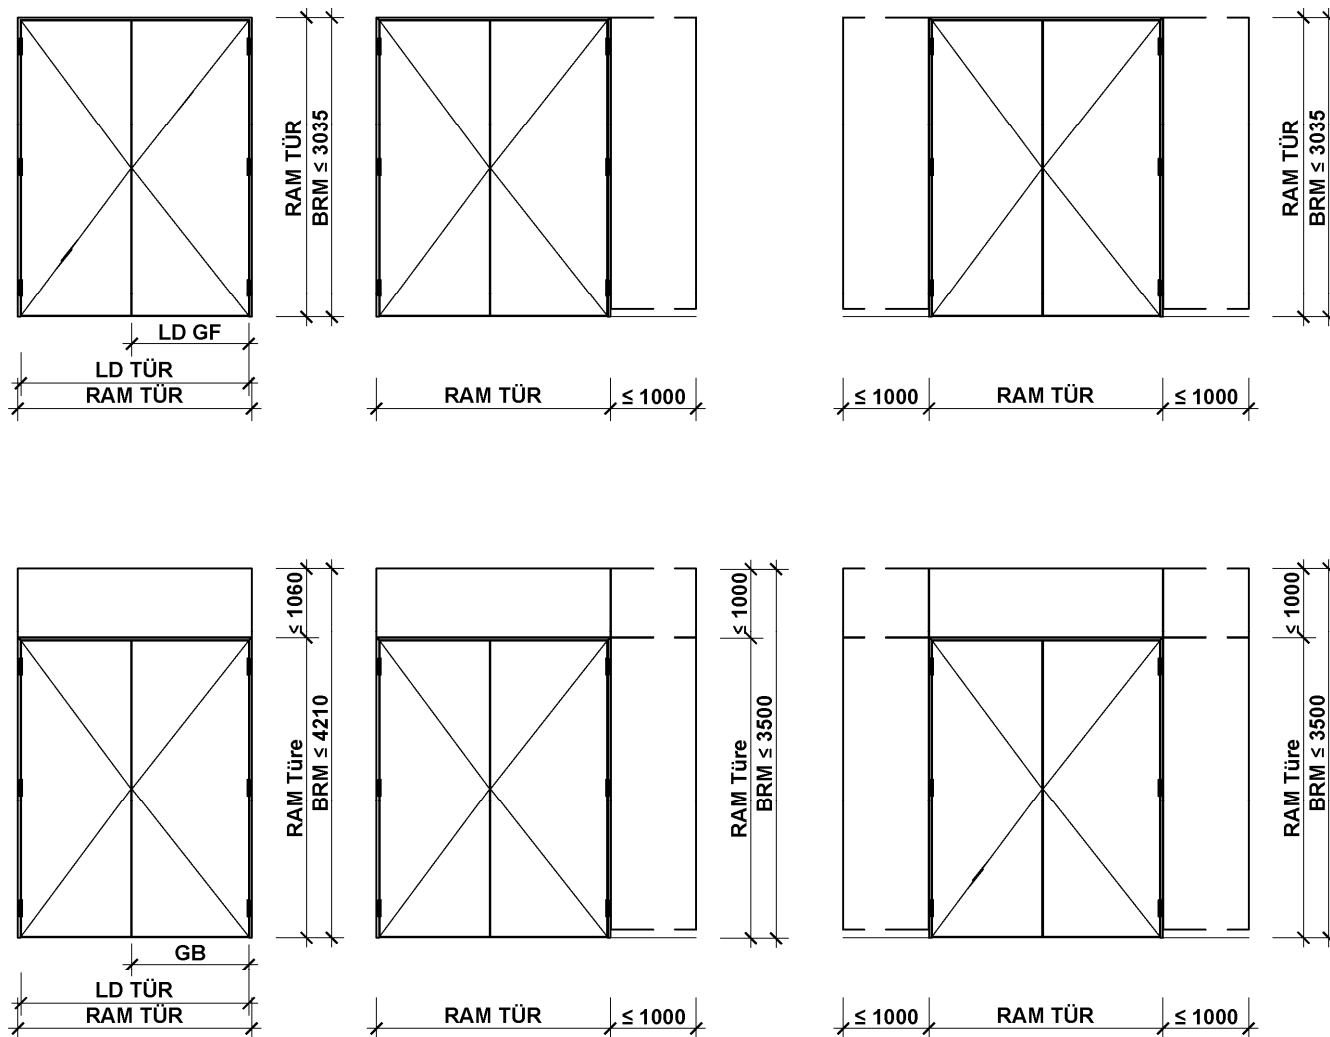 RAM TÜR
BRM ≤ 3035
RAM TÜR
BRM ≤ 3035
LD GF
LD TÜR
RAM TÜR
RAM TÜR
≤ 1000
≤ 1000
RAM TÜR
≤ 1000
≤ 1060
RAM Türe
BRM ≤ 4210
≤ 1000
RAM Türe
BRM ≤ 3500
≤ 1000
RAM Türe
BRM ≤ 3500
GB
LD TÜR
RAM TÜR
RAM TÜR
≤ 1000
≤ 1000
RAM TÜR
≤ 1000